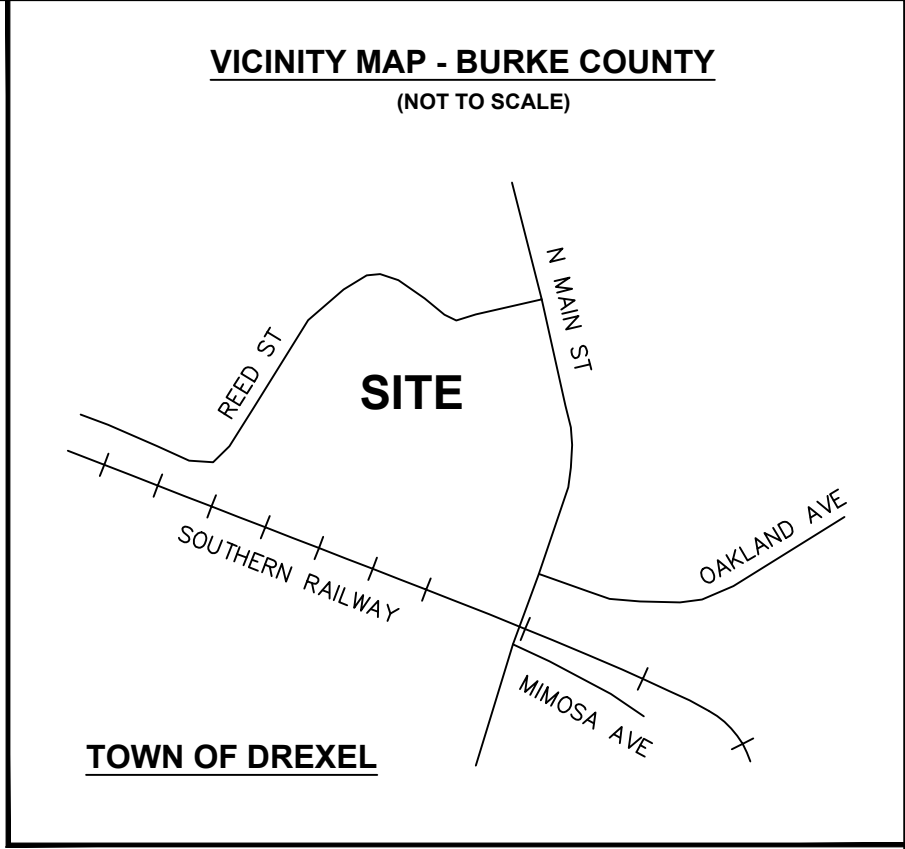 VICINITY MAP - BURKE COUNTY
(NOT TO SCALE)
N MAIN ST
REED ST
SITE
OAKLAND AVE
SOUTHERN RAILWAY
MIMOSA AVE
TOWN OF DREXEL